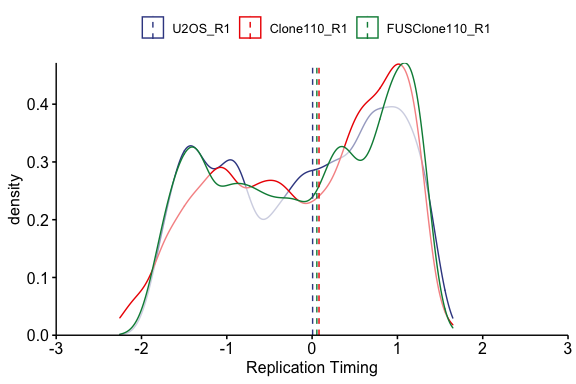 U2OS_R1 Clone110_R1 FUSClone110_R1
density
0.4
0.3
0.2
0.1
0.0
-3 -2 -1 0 1 2 3
Replication Timing